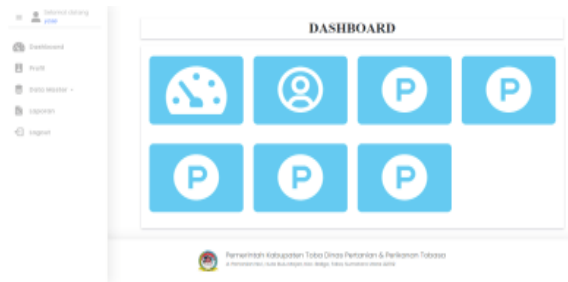 Selamat datang
DASHBOARD
Dashboard
Profil
Data Master
Laporan
Logout
P P
P P P
Pemerintah Kabupaten Toba Dinas Pertanian & Perikanan Tobasa